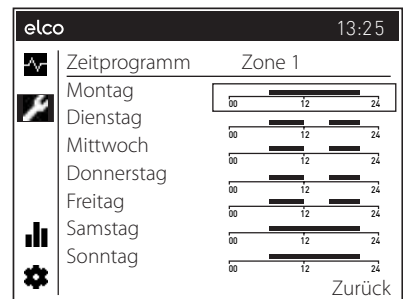 elco 13:25
Zeitprogramm Zone 1
Montag
00 12 24
Dienstag
00 12 24
Mittwoch
00 12 24
Donnerstag
00 12 24
Freitag
00 12 24
Samstag
00 12 24
Sonntag
00 12 24
Zurück